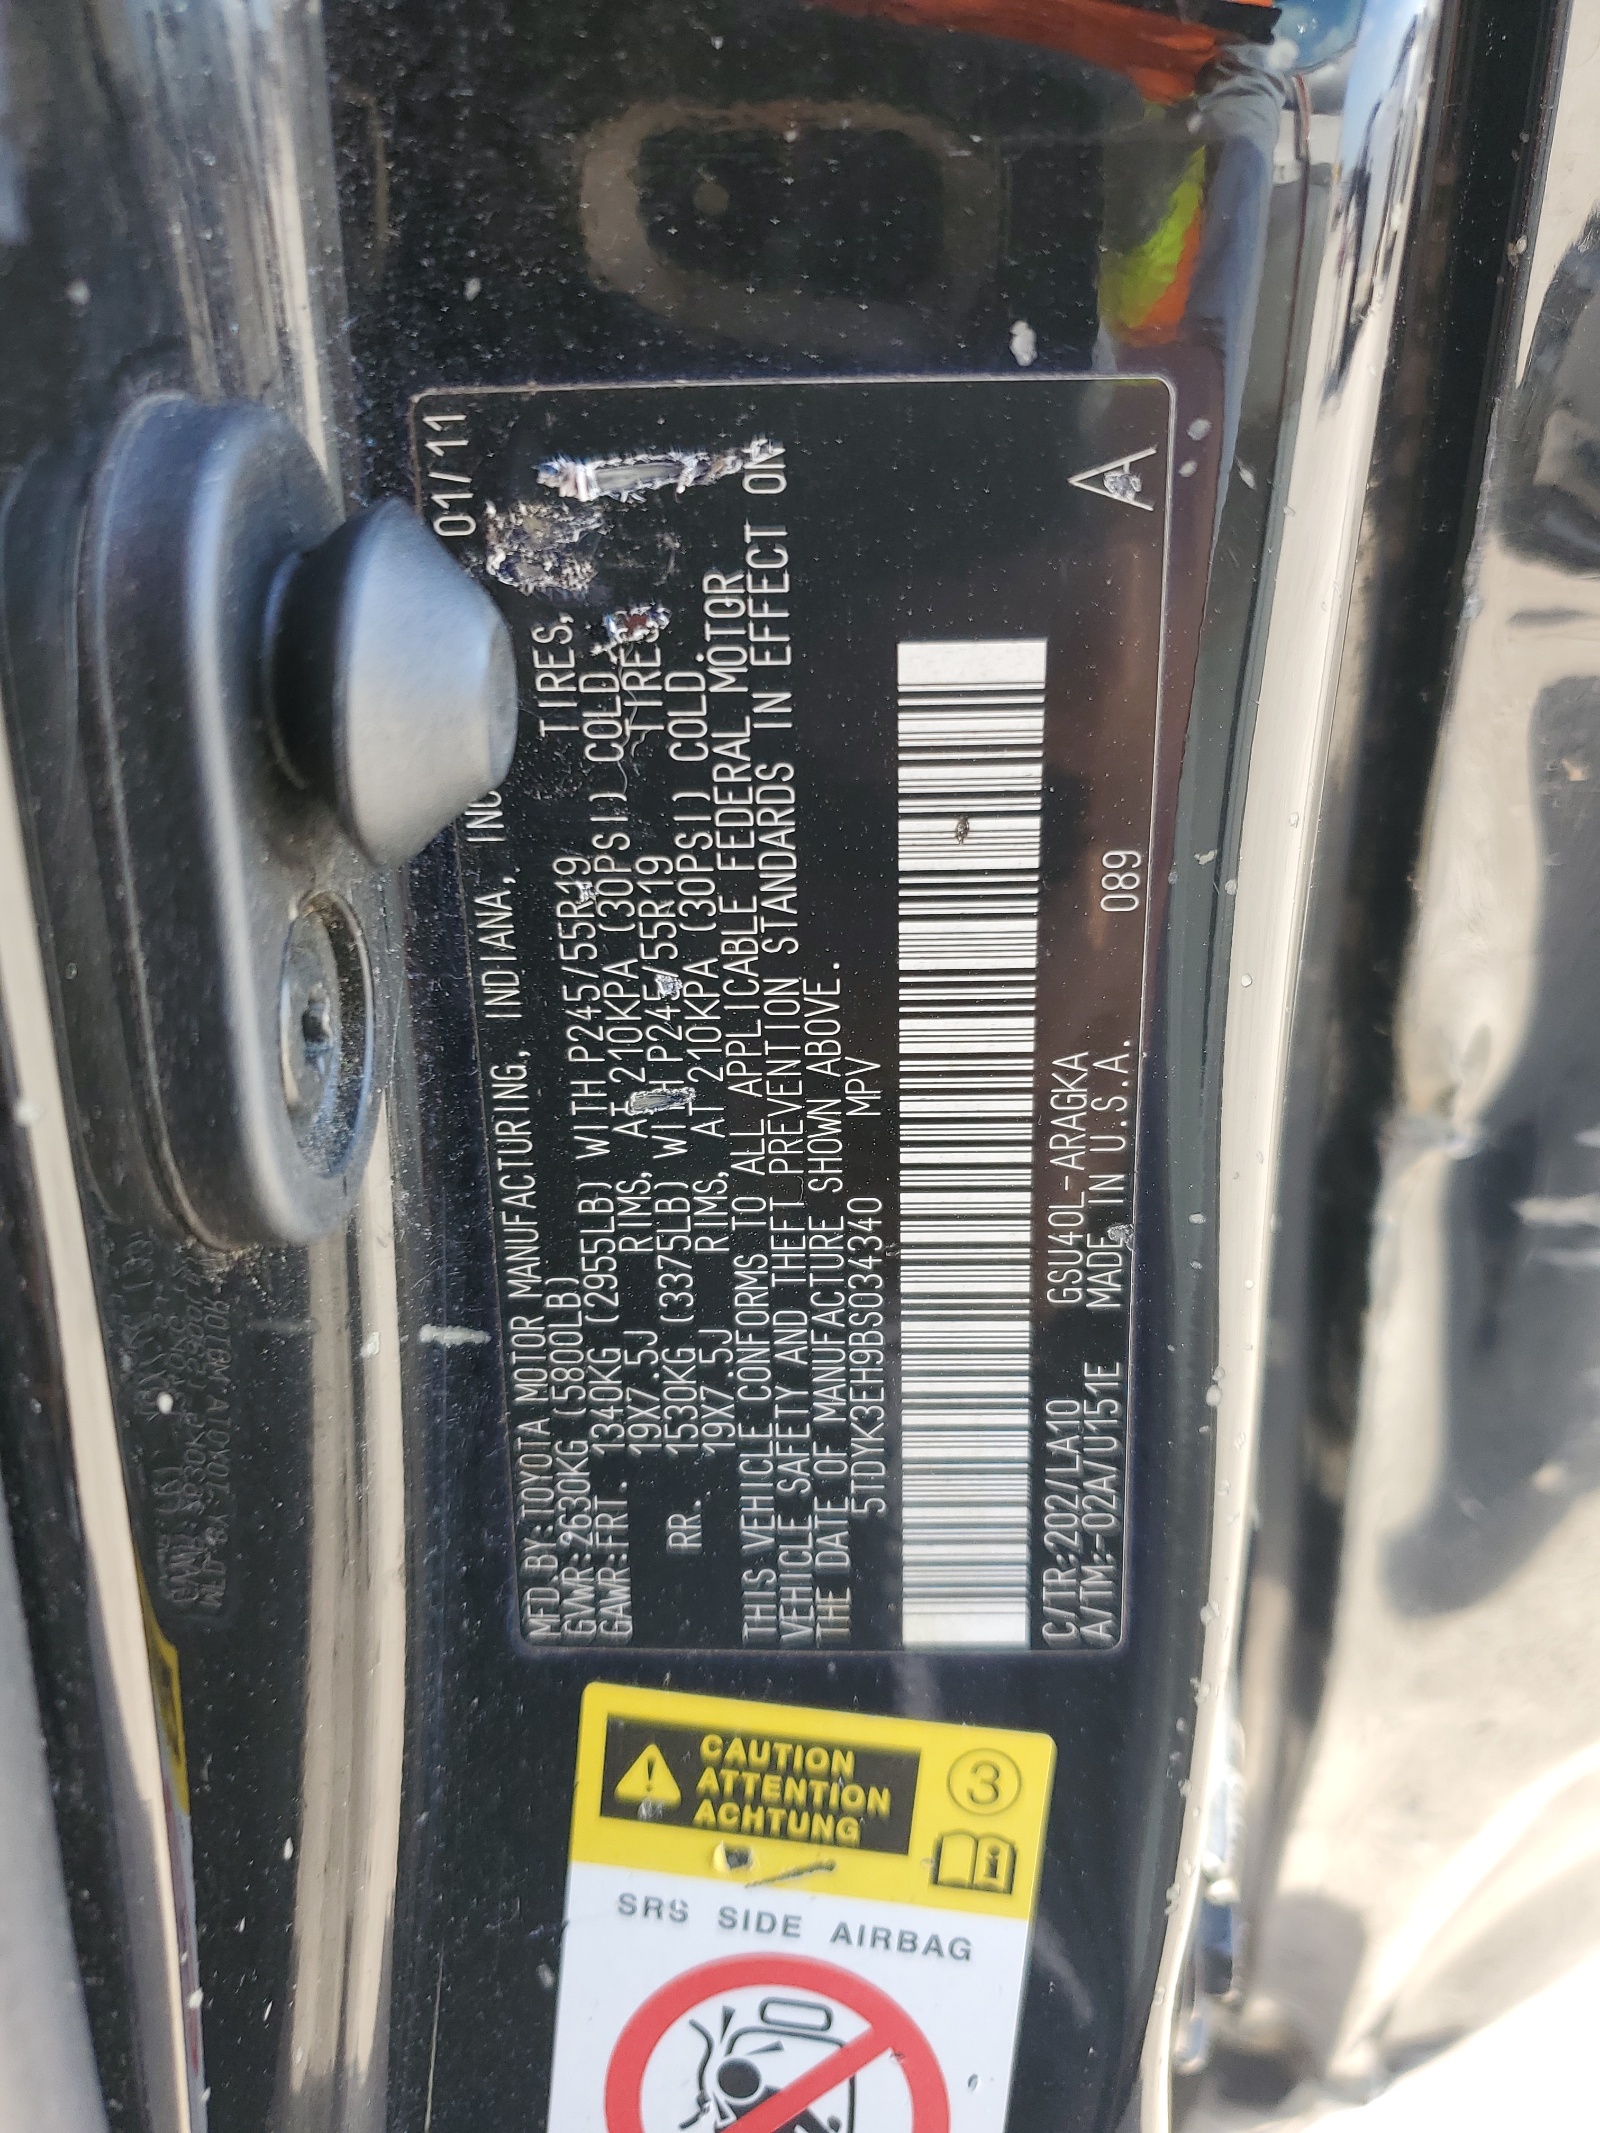 01/11
MFD.BY:TOYOTA MOTOR MANUFACTURING, INDIANA, INC
GVWR:2630KG (5800LB)
GAWR:FRT. 1340KG (2955LB) WITH P245/55R19 TIRES,
19X7.5J RIMS, AT 210KPA (30PSI) COLD
RR. 1530KG (3375LB) WITH P245/55R19 TIRES
19X7.5J RIMS, AT 210KPA (30PSI) COLD
THIS VEHICLE CONFORMS TO ALL APPLICABLE FEDERAL MOTOR
VEHICLE SAFETY AND THEFT PREVENTION STANDARDS IN EFFECT ON
THE DATE OF MANUFACTURE SHOWN ABOVE.
5TDYK3EH9BS034340 MPV
C/TR:202/LA10 GSU40L-ARAGKA
A/TM:-02A/U151E MADE IN U.S.A. 089
A
CAUTION
ATTENTION
ACHTUNG
3
i
SRS SIDE AIRBAG